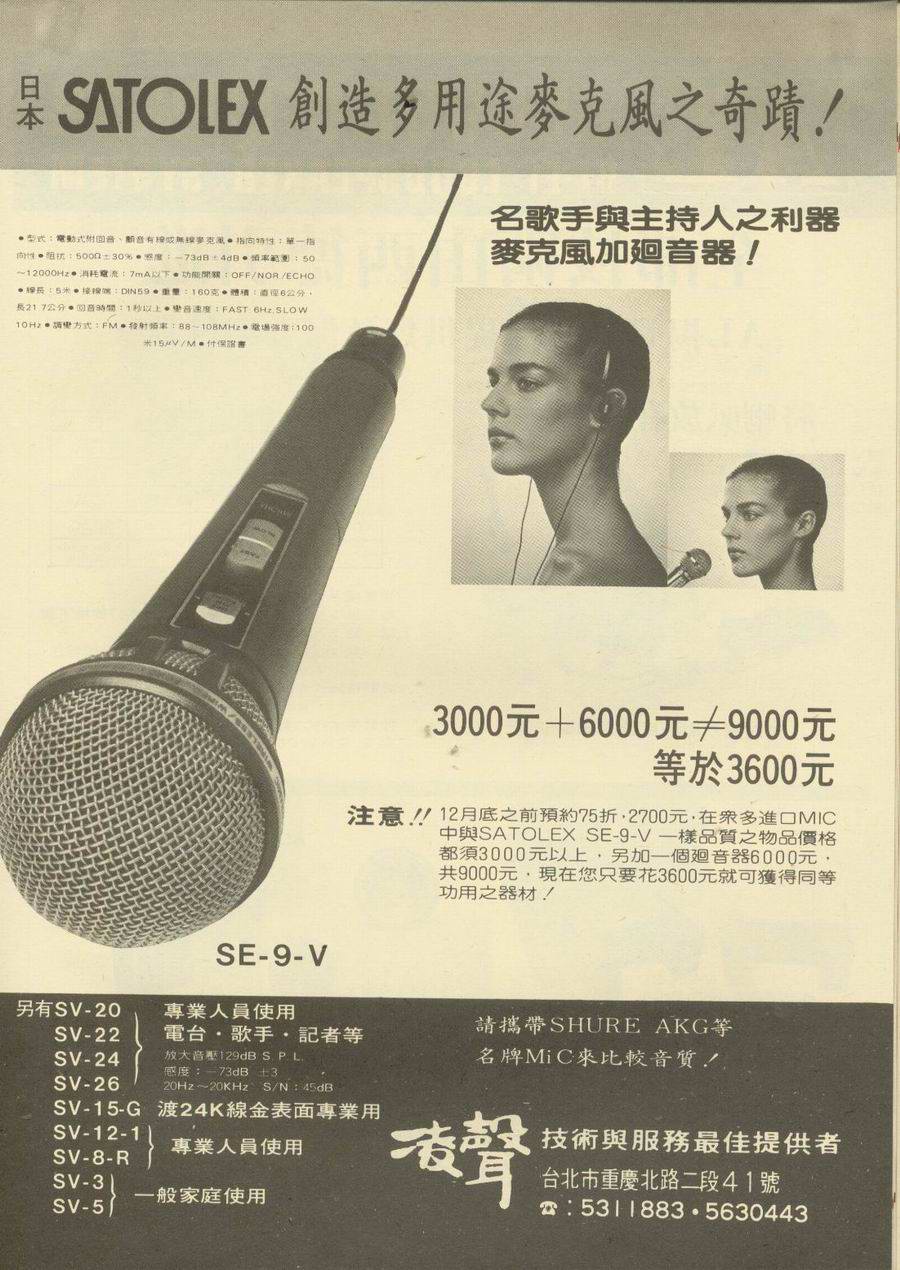 日本 SATOLEX 創造多用途麥克風之奇蹟！
名歌手與主持人之利器
麥克風加廻音器！
●型式：電動式附回音、顫音有線或無線麥克風●指向特性：單一指
向性●阻抗：500Ω±30%●感度：－73dB±4dB●頻率範圍：50
～12000Hz●消耗電流：7mA以下●功能開關：OFF/NOR/ECHO
●線長：5米●接線端：DIN59●重量：160克●體積：直徑6公分，
長21.7公分●回音時間：1秒以上●變音速度：FAST 6Hz.SLOW
10Hz●調變方式：FM●發射頻率：88～108MHz●電場強度：100
米15μV/M●付保證書
3000元＋6000元≠9000元
等於3600元
注意!! 12月底之前預約75折·2700元·在衆多進口MIC
中與SATOLEX SE-9-V 一樣品質之物品價格
都須3000元以上，另加一個廻音器6000元，
共9000元，現在您只要花3600元就可獲得同等
功用之器材！
SE-9-V
另有SV-20
SV-22
SV-24
SV-26
專業人員使用
電台·歌手·記者等
放大音壓129dB S.P.L.
感度：－73dB ±3
20Hz～20KHz S/N：45dB
SV-15-G 渡24K線金表面專業用
SV-12-1
SV-8-R
專業人員使用
SV-3
SV-5
一般家庭使用
請攜帶SHURE AKG等
名牌MiC來比較音質！
凌聲 技術與服務最佳提供者
台北市重慶北路二段41號
☎：5311883·5630443